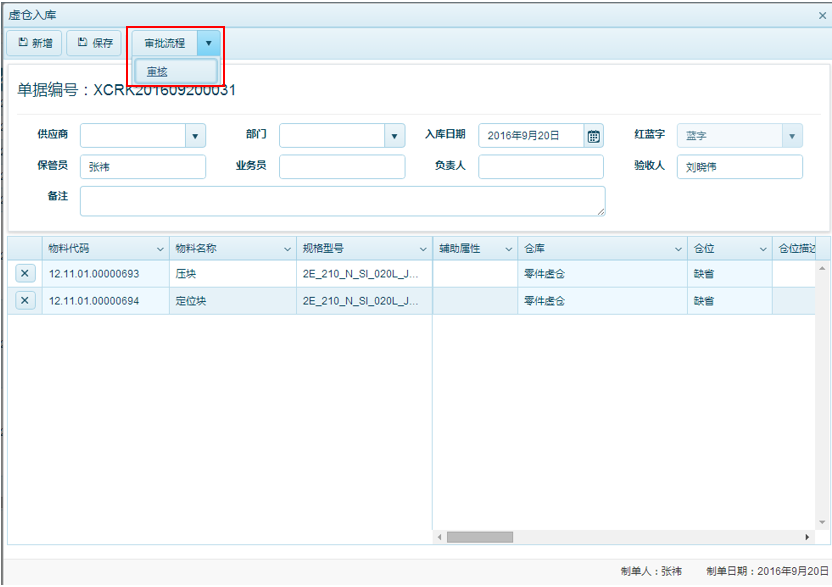 虚仓入库
新增 保存 审批流程
审核
单据编号：XCRK201609200031
供应商 部门 入库日期 2016年9月20日 红蓝字 蓝字
保管员 张祎 业务员 负责人 验收人 刘晓伟
备注
物料代码 物料名称 规格型号 辅助属性 仓库 仓位 仓位描述
12.11.01.00000693 压块 2E_210_N_SI_020L_J... 零件虚仓 缺省
12.11.01.00000694 定位块 2E_210_N_SI_020L_J... 零件虚仓 缺省
制单人：张祎 制单日期：2016年9月20日